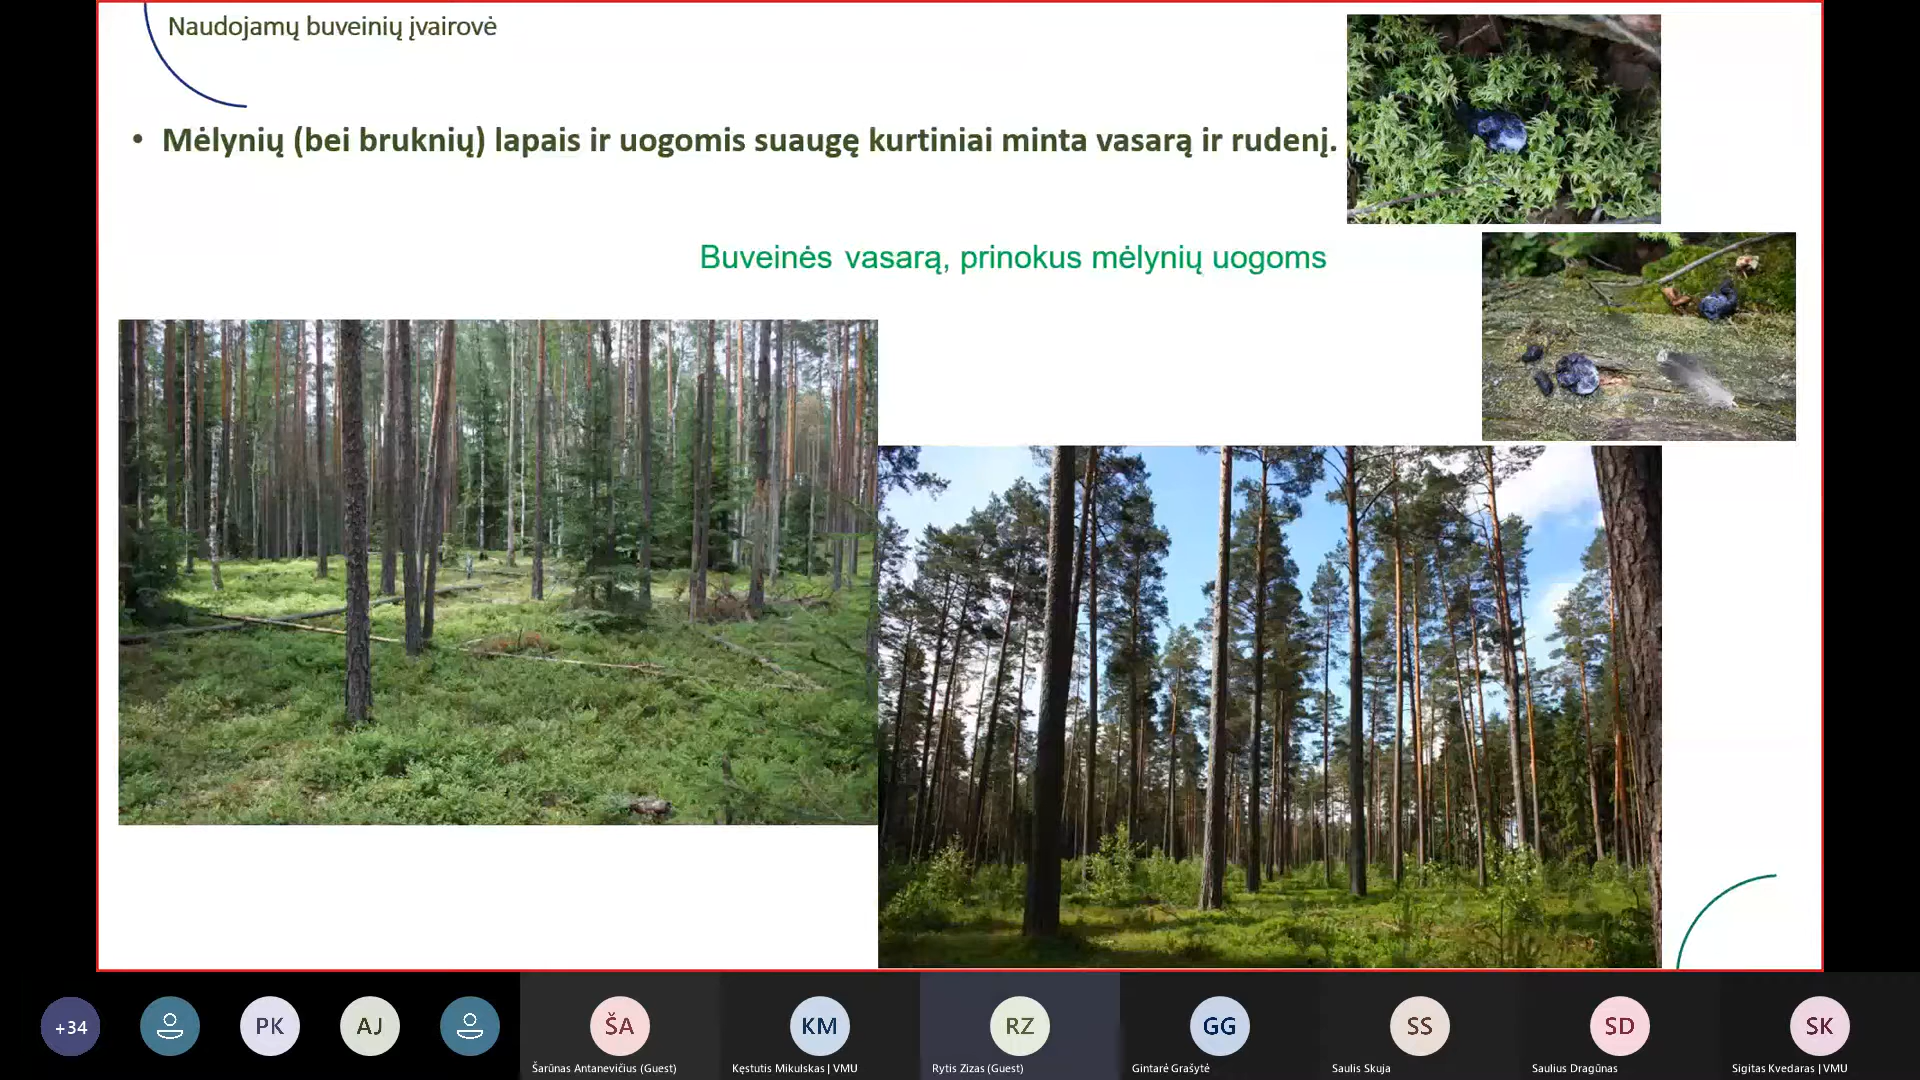 Naudojamų buveinių įvairovė
• Mėlynių (bei bruknių) lapais ir uogomis suaugę kurtiniai minta vasarą ir rudenį.
Buveinės vasarą, prinokus mėlynių uogoms
+34
PK
AJ
ŠA
KM
RZ
GG
SS
SD
SK
Šarūnas Antanevičius (Guest)
Kęstutis Mikulskas | VMU
Rytis Zizas (Guest)
Gintarė Grašytė
Saulis Skuja
Saulius Dragūnas
Sigitas Kvedaras | VMU